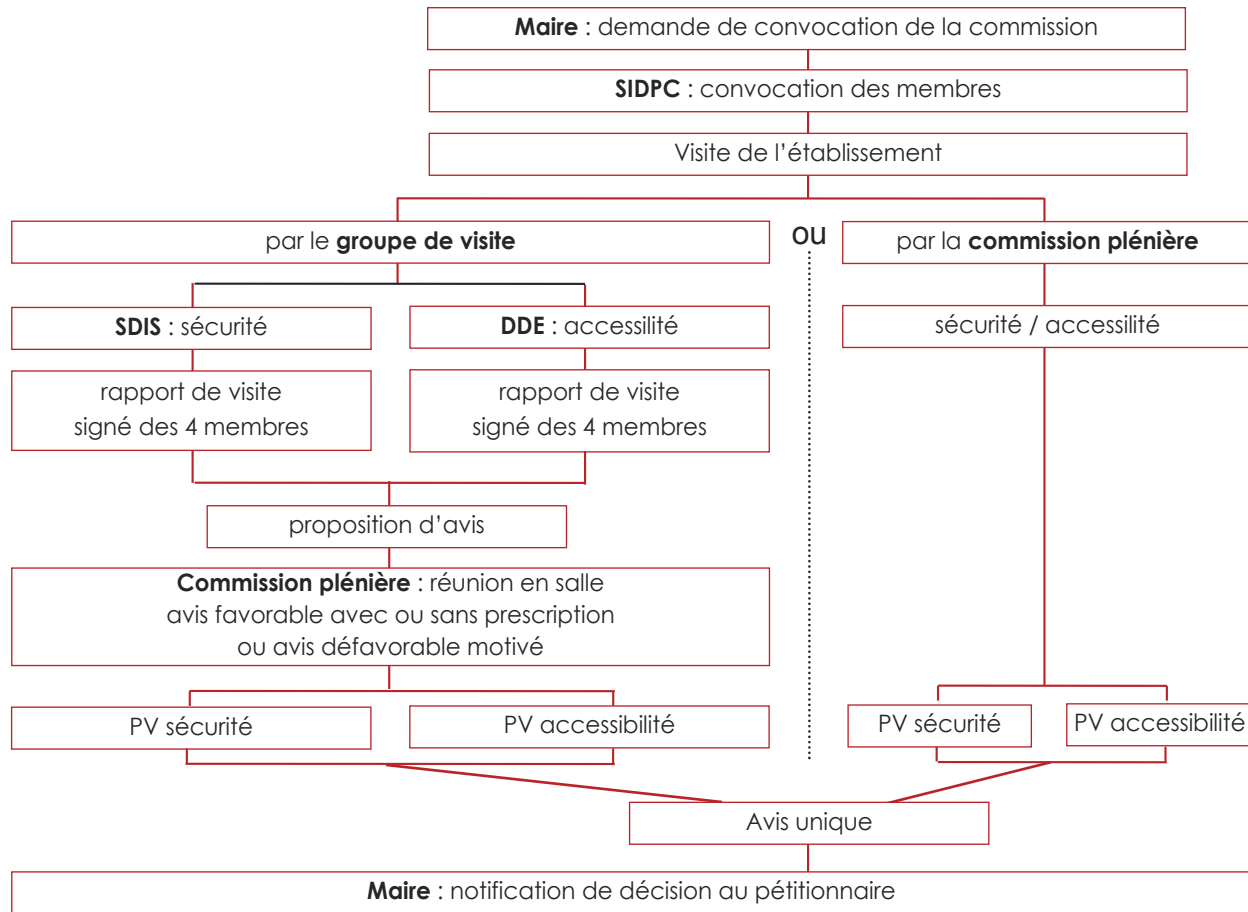 Maire : demande de convocation de la commission
SIDPC : convocation des membres
Visite de l'établissement
par le groupe de visite
ou
par la commission plénière
SDIS : sécurité
DDE : accessilité
sécurité / accessilité
rapport de visite
signé des 4 membres
rapport de visite
signé des 4 membres
proposition d'avis
Commission plénière : réunion en salle
avis favorable avec ou sans prescription
ou avis défavorable motivé
PV sécurité
PV accessibilité
PV sécurité
PV accessibilité
Avis unique
Maire : notification de décision au pétitionnaire